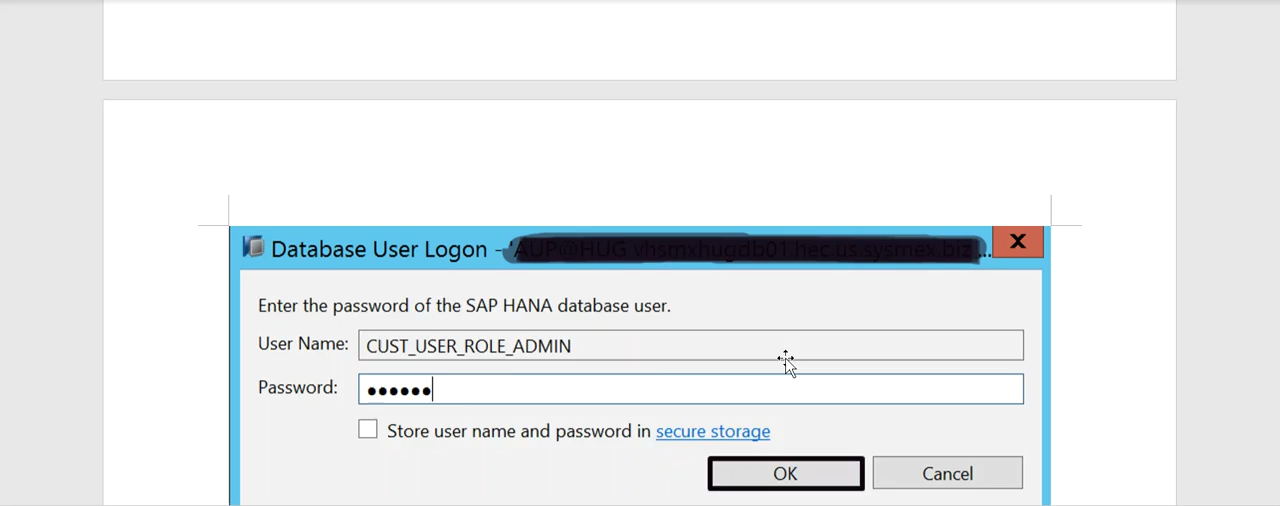 Database User Logon - ...
Enter the password of the SAP HANA database user.
User Name: CUST_USER_ROLE_ADMIN
Password: ●●●●●●
Store user name and password in secure storage
OK Cancel